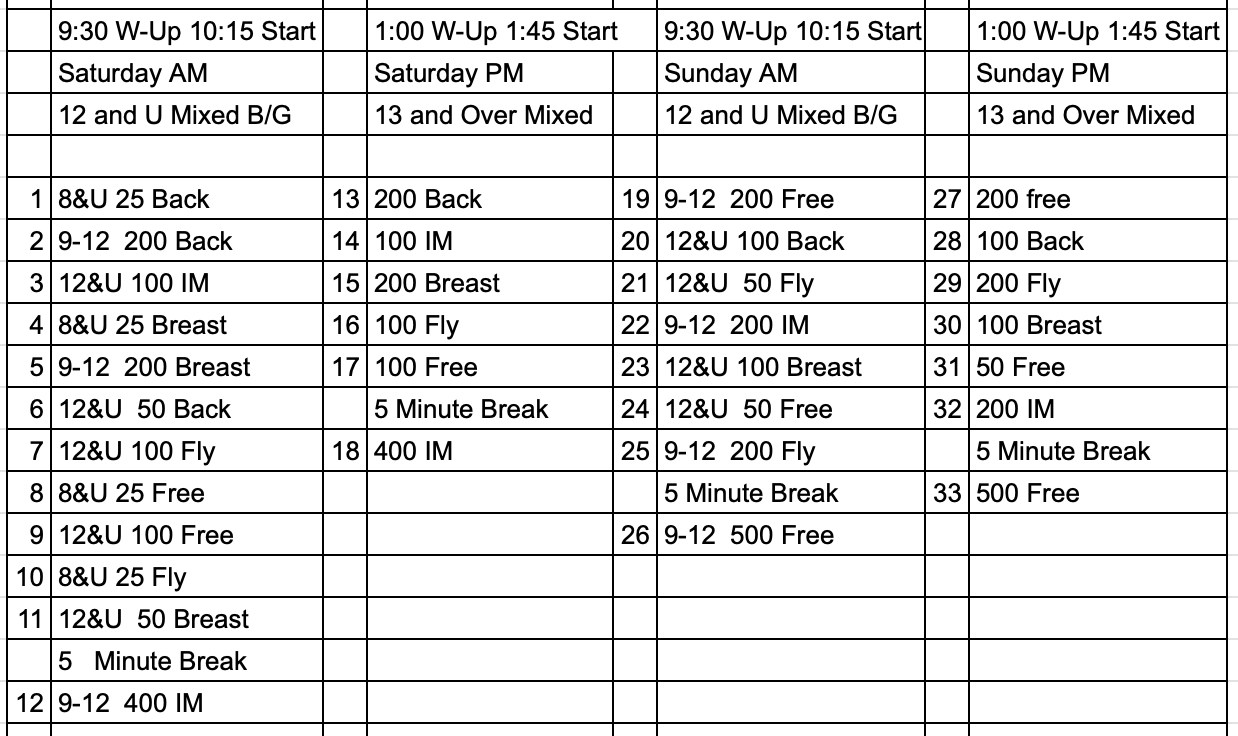 9:30 W-Up 10:15 Start 1:00 W-Up 1:45 Start 9:30 W-Up 10:15 Start 1:00 W-Up 1:45 Start
Saturday AM Saturday PM Sunday AM Sunday PM
12 and U Mixed B/G 13 and Over Mixed 12 and U Mixed B/G 13 and Over Mixed
1 8&U 25 Back 13 200 Back 19 9-12 200 Free 27 200 free
2 9-12 200 Back 14 100 IM 20 12&U 100 Back 28 100 Back
3 12&U 100 IM 15 200 Breast 21 12&U 50 Fly 29 200 Fly
4 8&U 25 Breast 16 100 Fly 22 9-12 200 IM 30 100 Breast
5 9-12 200 Breast 17 100 Free 23 12&U 100 Breast 31 50 Free
6 12&U 50 Back 5 Minute Break 24 12&U 50 Free 32 200 IM
7 12&U 100 Fly 18 400 IM 25 9-12 200 Fly 5 Minute Break
8 8&U 25 Free 5 Minute Break 33 500 Free
9 12&U 100 Free 26 9-12 500 Free
10 8&U 25 Fly
11 12&U 50 Breast
5 Minute Break
12 9-12 400 IM